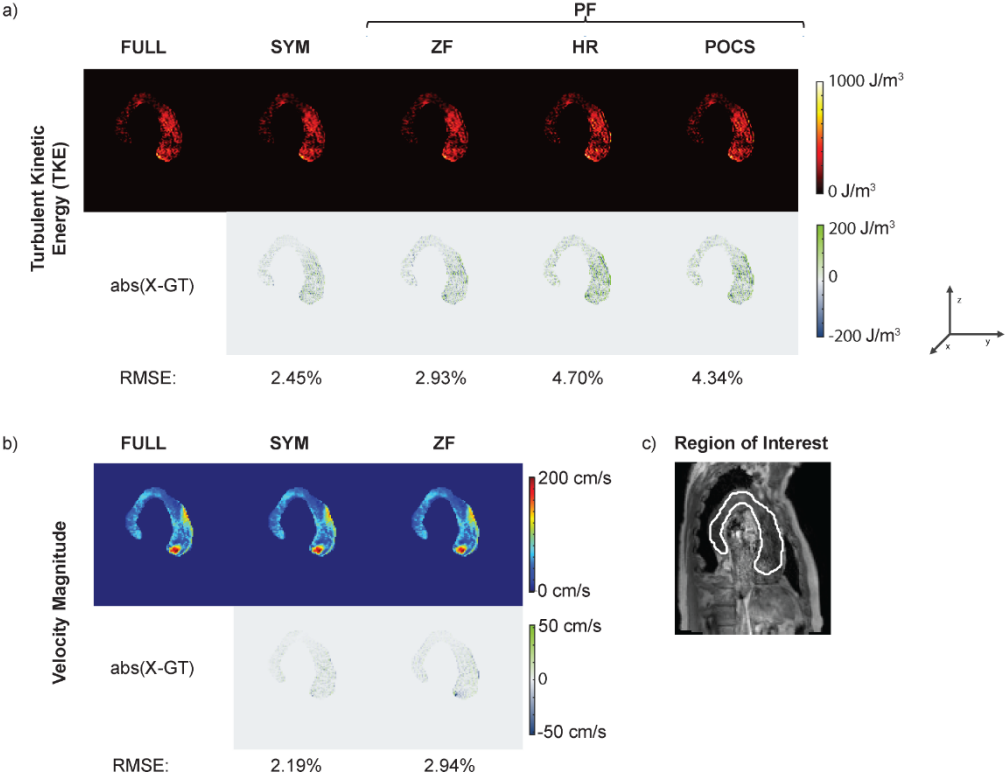 a)
PF
FULL SYM ZF HR POCS
Turbulent Kinetic
Energy (TKE)
1000 J/m³
0 J/m³
abs(X-GT)
200 J/m³
0
-200 J/m³
z
x y
RMSE: 2.45% 2.93% 4.70% 4.34%
b)
FULL SYM ZF
c) Region of Interest
Velocity Magnitude
200 cm/s
0 cm/s
abs(X-GT)
50 cm/s
0
-50 cm/s
RMSE: 2.19% 2.94%